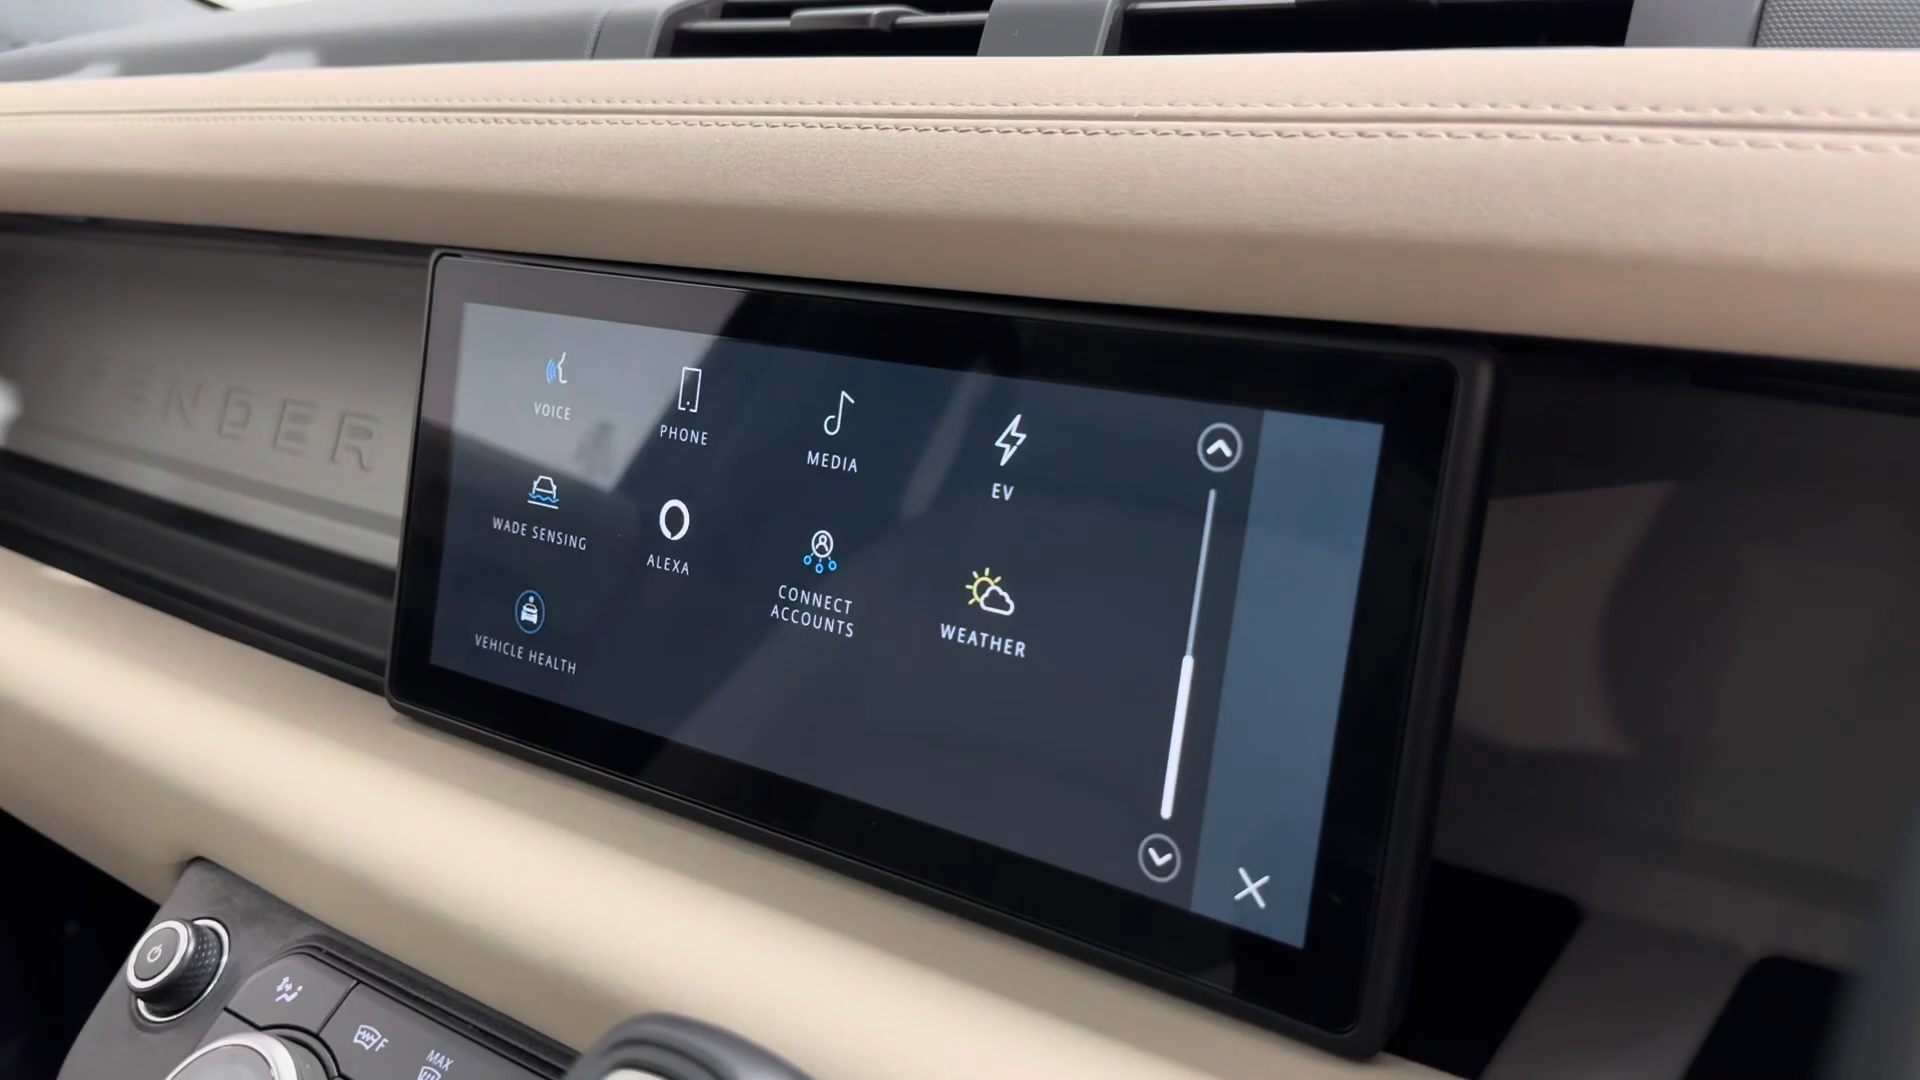 ENDER
VOICE
PHONE
MEDIA
EV
WADE SENSING
ALEXA
CONNECT
ACCOUNTS
WEATHER
VEHICLE HEALTH
F
MAX